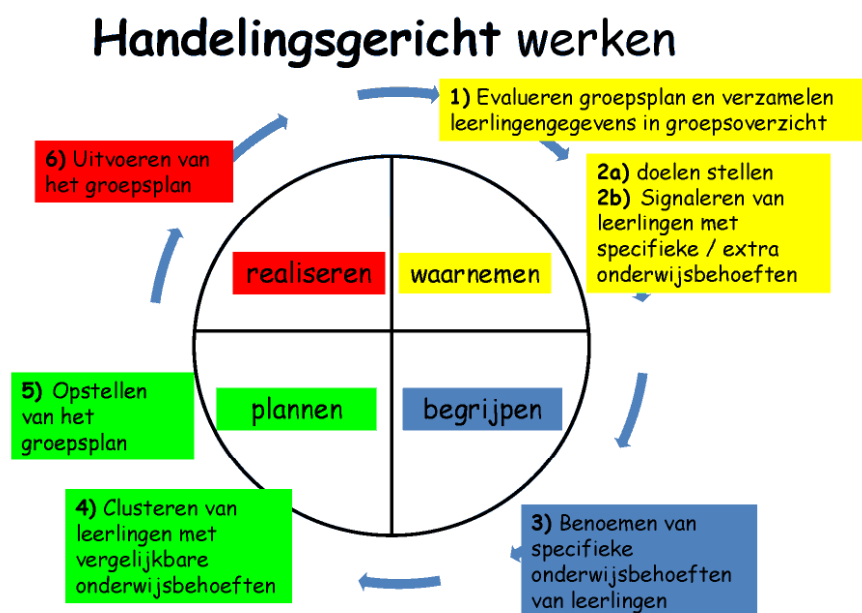 Handelingsgericht werken
1) Evalueren groepsplan en verzamelen
leerlingengegevens in groepsoverzicht
2a) doelen stellen
2b) Signaleren van
leerlingen met
specifieke / extra
onderwijsbehoeften
6) Uitvoeren van
het groepsplan
realiseren
waarnemen
plannen
begrijpen
5) Opstellen
van het
groepsplan
4) Clusteren van
leerlingen met
vergelijkbare
onderwijsbehoeften
3) Benoemen van
specifieke
onderwijsbehoeften
van leerlingen